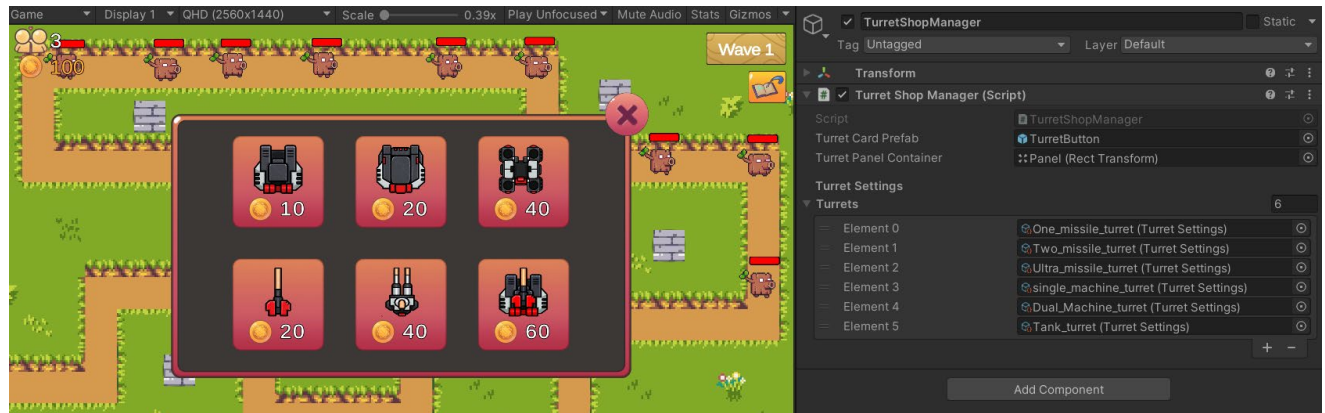 Game Display 1 QHD (2560x1440) Scale 0.39x Play Unfocused Mute Audio Stats Gizmos
3
100
Wave 1
10 20 40
20 40 60
TurretShopManager Static
Tag Untagged Layer Default
Transform
# Turret Shop Manager (Script)
Script # TurretShopManager
Turret Card Prefab TurretButton
Turret Panel Container Panel (Rect Transform)
Turret Settings
Turrets 6
Element 0 One_missile_turret (Turret Settings)
Element 1 Two_missile_turret (Turret Settings)
Element 2 Ultra_missile_turret (Turret Settings)
Element 3 single_machine_turret (Turret Settings)
Element 4 Dual_Machine_turret (Turret Settings)
Element 5 Tank_turret (Turret Settings)
+ −
Add Component